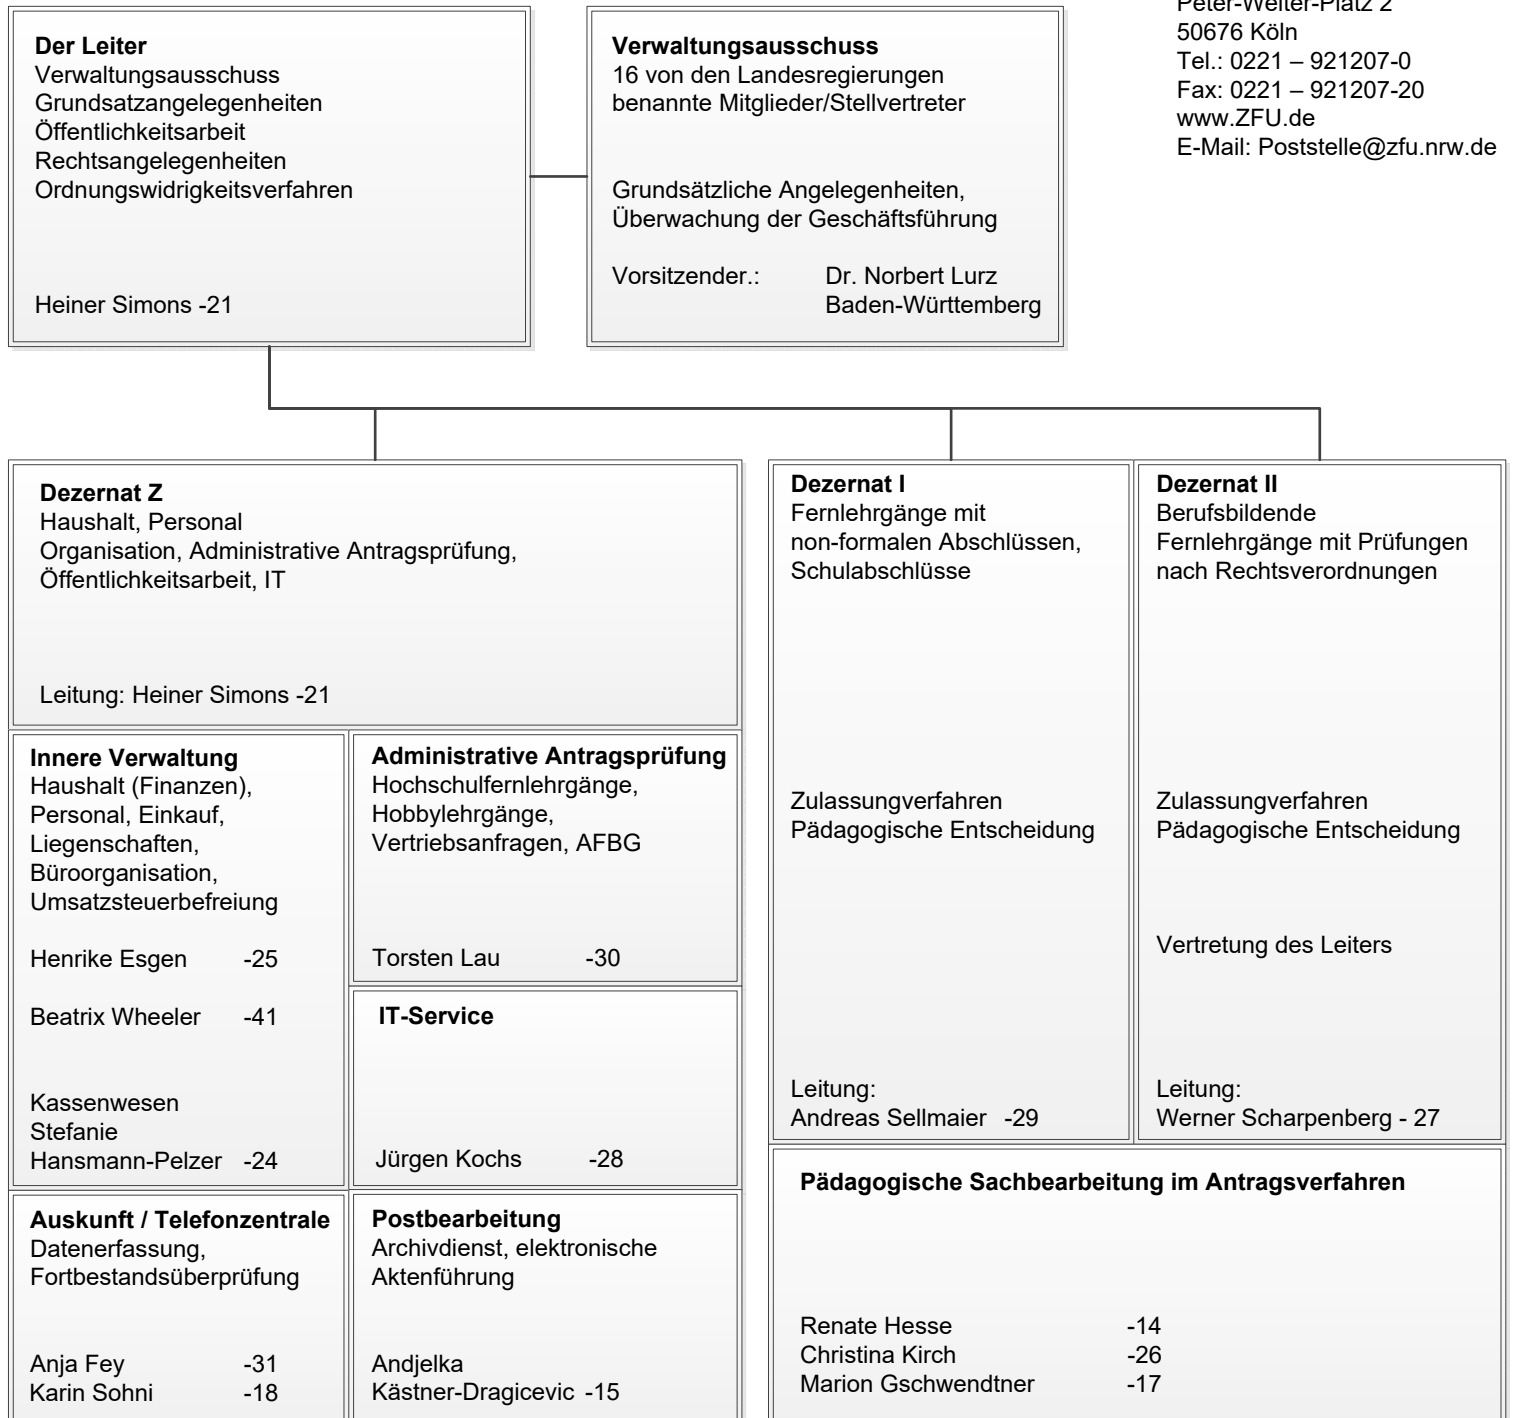 Der Leiter
Verwaltungsausschuss
Grundsatzangelegenheiten
Öffentlichkeitsarbeit
Rechtsangelegenheiten
Ordnungswidrigkeitsverfahren
Heiner Simons -21
Verwaltungsausschuss
16 von den Landesregierungen
benannte Mitglieder/Stellvertreter
Grundsätzliche Angelegenheiten,
Überwachung der Geschäftsführung
Vorsitzender.: Dr. Norbert Lurz
Baden-Württemberg
Peter-Welter-Platz 2
50676 Köln
Tel.: 0221 – 921207-0
Fax: 0221 – 921207-20
www.ZFU.de
E-Mail: Poststelle@zfu.nrw.de
Dezernat Z
Haushalt, Personal
Organisation, Administrative Antragsprüfung,
Öffentlichkeitsarbeit, IT
Leitung: Heiner Simons -21
Innere Verwaltung
Haushalt (Finanzen),
Personal, Einkauf,
Liegenschaften,
Büroorganisation,
Umsatzsteuerbefreiung
Henrike Esgen -25
Beatrix Wheeler -41
Kassenwesen
Stefanie
Hansmann-Pelzer -24
Administrative Antragsprüfung
Hochschulfernlehrgänge,
Hobbylehrgänge,
Vertriebsanfragen, AFBG
Torsten Lau -30
IT-Service
Jürgen Kochs -28
Auskunft / Telefonzentrale
Datenerfassung,
Fortbestandsüberprüfung
Anja Fey -31
Karin Sohni -18
Postbearbeitung
Archivdienst, elektronische
Aktenführung
Andjelka
Kästner-Dragicevic -15
Dezernat I
Fernlehrgänge mit
non-formalen Abschlüssen,
Schulabschlüsse
Zulassungverfahren
Pädagogische Entscheidung
Leitung:
Andreas Sellmaier -29
Dezernat II
Berufsbildende
Fernlehrgänge mit Prüfungen
nach Rechtsverordnungen
Zulassungverfahren
Pädagogische Entscheidung
Vertretung des Leiters
Leitung:
Werner Scharpenberg - 27
Pädagogische Sachbearbeitung im Antragsverfahren
Renate Hesse -14
Christina Kirch -26
Marion Gschwendtner -17